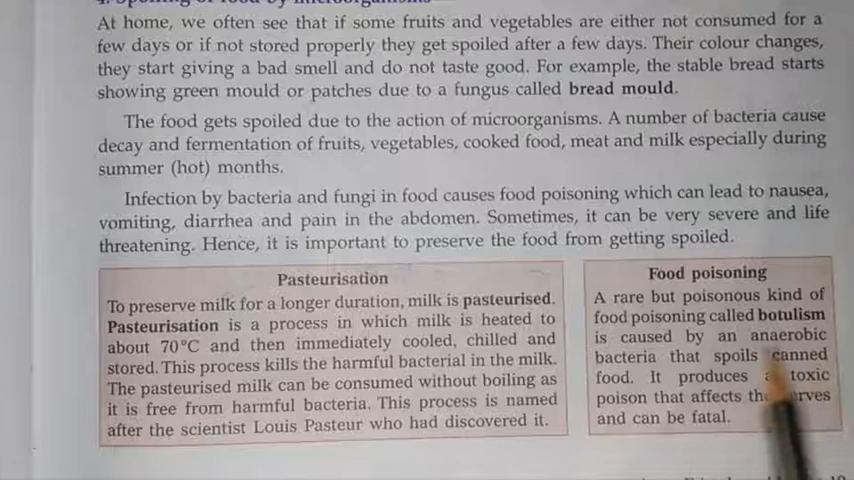 At home, we often see that if some fruits and vegetables are either not consumed for a
few days or if not stored properly they get spoiled after a few days. Their colour changes,
they start giving a bad smell and do not taste good. For example, the stable bread starts
showing green mould or patches due to a fungus called bread mould.
The food gets spoiled due to the action of microorganisms. A number of bacteria cause
decay and fermentation of fruits, vegetables, cooked food, meat and milk especially during
summer (hot) months.
Infection by bacteria and fungi in food causes food poisoning which can lead to nausea,
vomiting, diarrhea and pain in the abdomen. Sometimes, it can be very severe and life
threatening. Hence, it is important to preserve the food from getting spoiled.
Pasteurisation
To preserve milk for a longer duration, milk is pasteurised.
Pasteurisation is a process in which milk is heated to
about 70°C and then immediately cooled, chilled and
stored. This process kills the harmful bacterial in the milk.
The pasteurised milk can be consumed without boiling as
it is free from harmful bacteria. This process is named
after the scientist Louis Pasteur who had discovered it.
Food poisoning
A rare but poisonous kind of
food poisoning called botulism
is caused by an anaerobic
bacteria that spoils canned
food. It produces a toxic
poison that affects
and can be fatal.